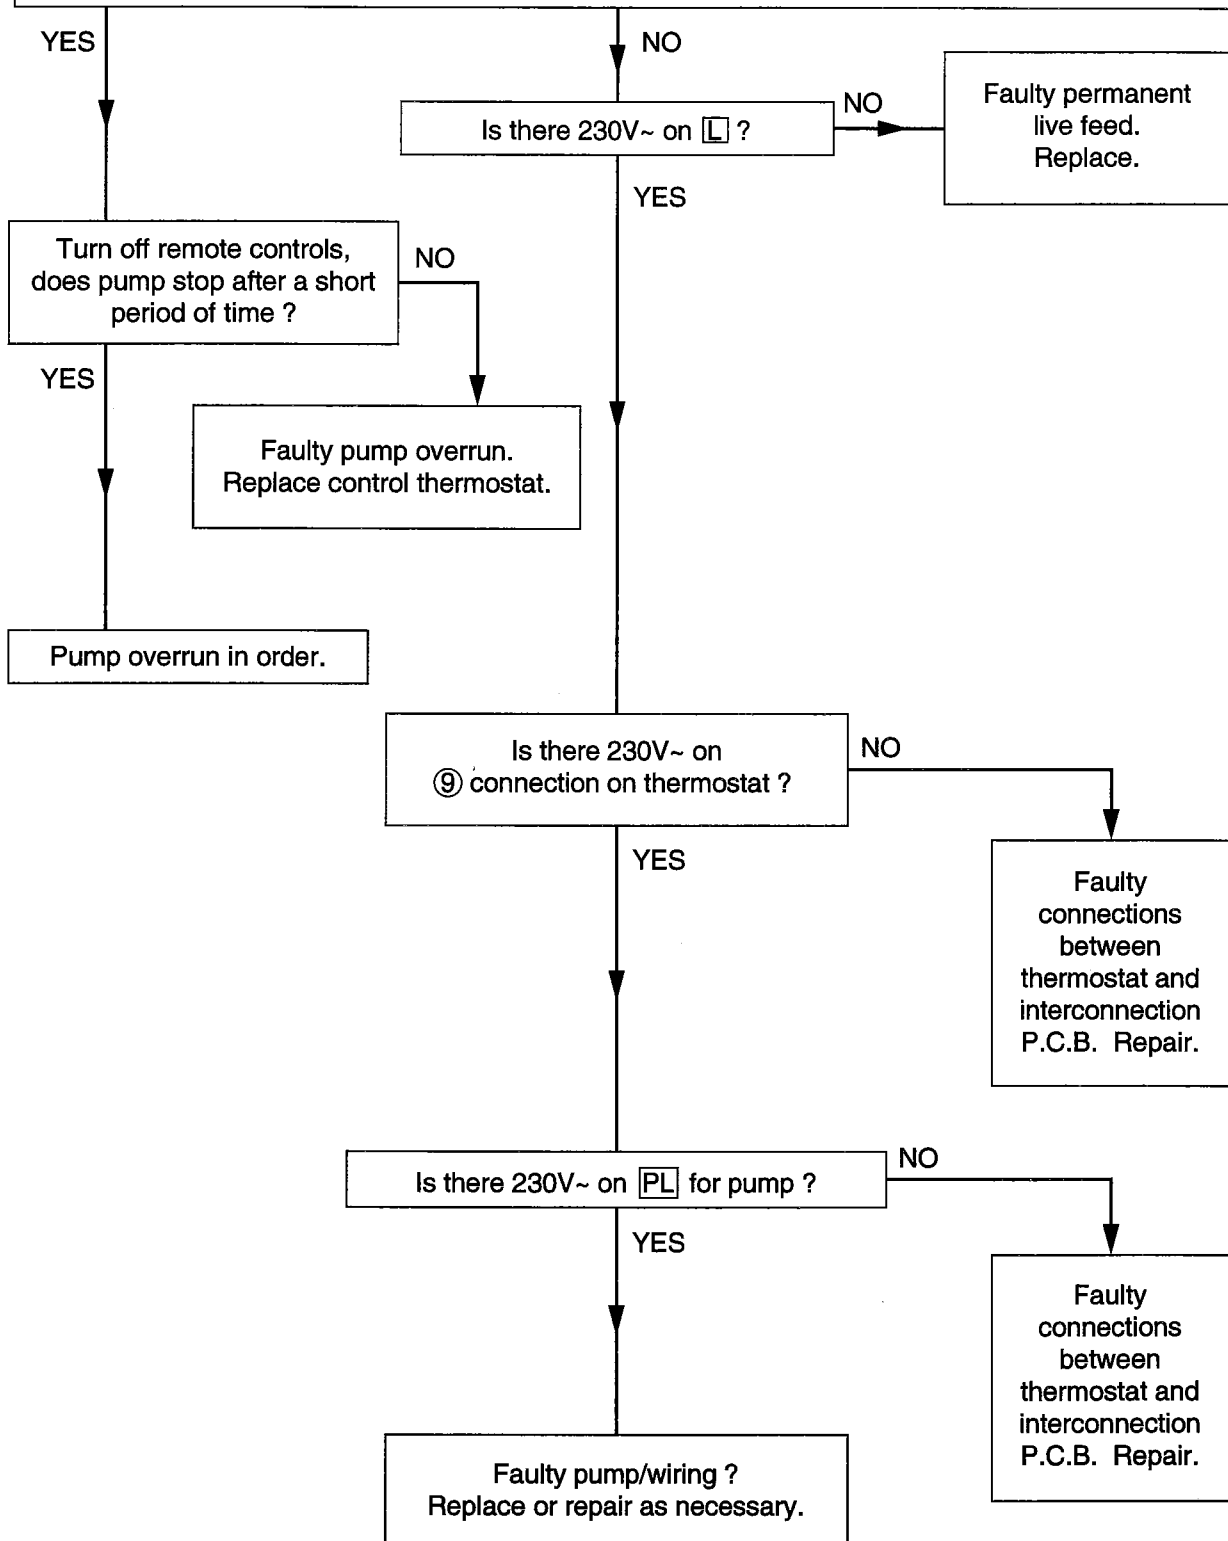 YES
NO
Is there 230V~ on L ?
NO
Faulty permanent
live feed.
Replace.
YES
Turn off remote controls,
does pump stop after a short
period of time ?
NO
YES
Faulty pump overrun.
Replace control thermostat.
Pump overrun in order.
Is there 230V~ on
⑨ connection on thermostat ?
NO
YES
Faulty
connections
between
thermostat and
interconnection
P.C.B. Repair.
Is there 230V~ on PL for pump ?
NO
YES
Faulty
connections
between
thermostat and
interconnection
P.C.B. Repair.
Faulty pump/wiring ?
Replace or repair as necessary.